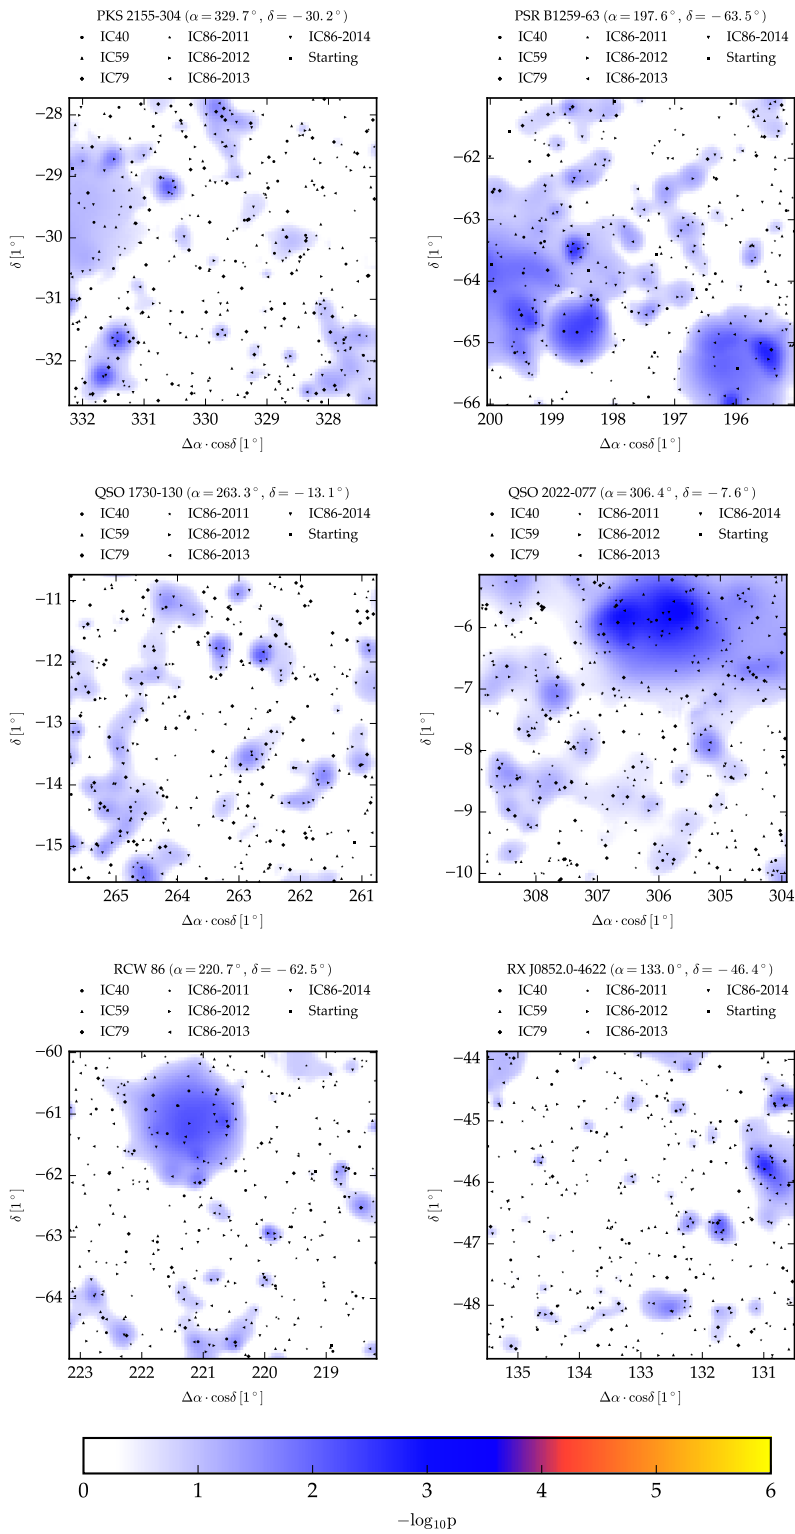 PKS 2155-304 (α=329.7°, δ=−30.2°)
IC40 IC86-2011 IC86-2014
IC59 IC86-2012 Starting
IC79 IC86-2013
−28
−29
−30
−31
−32
δ[1°]
332 331 330 329 328
Δα·cosδ[1°]
PSR B1259-63 (α=197.6°, δ=−63.5°)
IC40 IC86-2011 IC86-2014
IC59 IC86-2012 Starting
IC79 IC86-2013
−62
−63
−64
−65
−66
δ[1°]
200 199 198 197 196
Δα·cosδ[1°]
QSO 1730-130 (α=263.3°, δ=−13.1°)
IC40 IC86-2011 IC86-2014
IC59 IC86-2012 Starting
IC79 IC86-2013
−11
−12
−13
−14
−15
δ[1°]
265 264 263 262 261
Δα·cosδ[1°]
QSO 2022-077 (α=306.4°, δ=−7.6°)
IC40 IC86-2011 IC86-2014
IC59 IC86-2012 Starting
IC79 IC86-2013
−6
−7
−8
−9
−10
δ[1°]
308 307 306 305 304
Δα·cosδ[1°]
RCW 86 (α=220.7°, δ=−62.5°)
IC40 IC86-2011 IC86-2014
IC59 IC86-2012 Starting
IC79 IC86-2013
−60
−61
−62
−63
−64
δ[1°]
223 222 221 220 219
Δα·cosδ[1°]
RX J0852.0-4622 (α=133.0°, δ=−46.4°)
IC40 IC86-2011 IC86-2014
IC59 IC86-2012 Starting
IC79 IC86-2013
−44
−45
−46
−47
−48
δ[1°]
135 134 133 132 131
Δα·cosδ[1°]
0 1 2 3 4 5 6
−log₁₀p